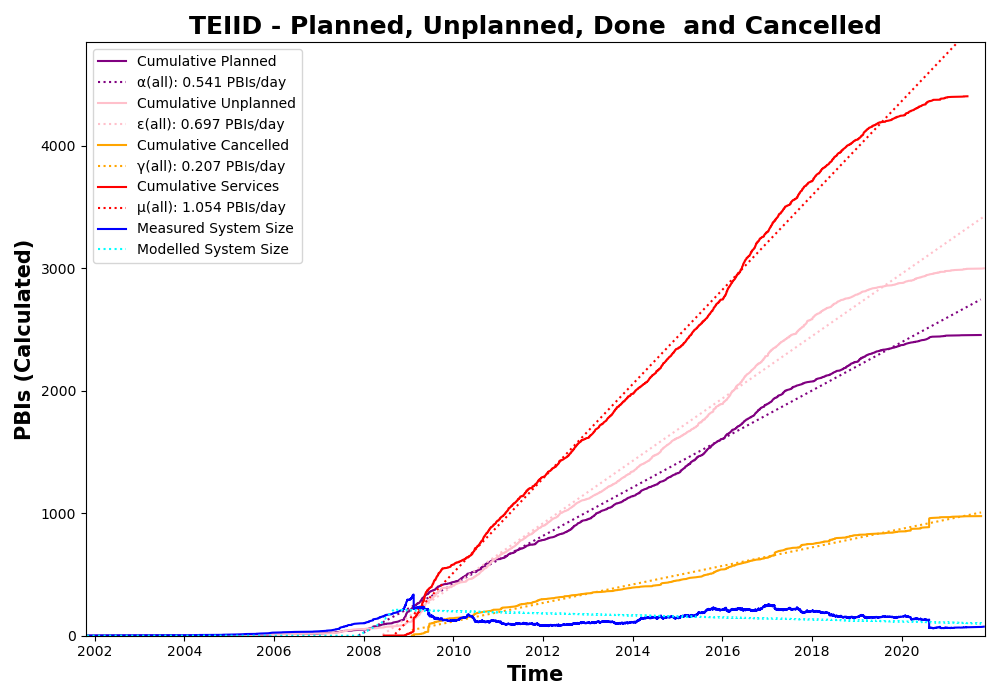 TEIID - Planned, Unplanned, Done  and Cancelled
Cumulative Planned
α(all): 0.541 PBIs/day
Cumulative Unplanned
ε(all): 0.697 PBIs/day
Cumulative Cancelled
γ(all): 0.207 PBIs/day
Cumulative Services
μ(all): 1.054 PBIs/day
Measured System Size
Modelled System Size
PBIs (Calculated)
4000
3000
2000
1000
0
2002 2004 2006 2008 2010 2012 2014 2016 2018 2020
Time